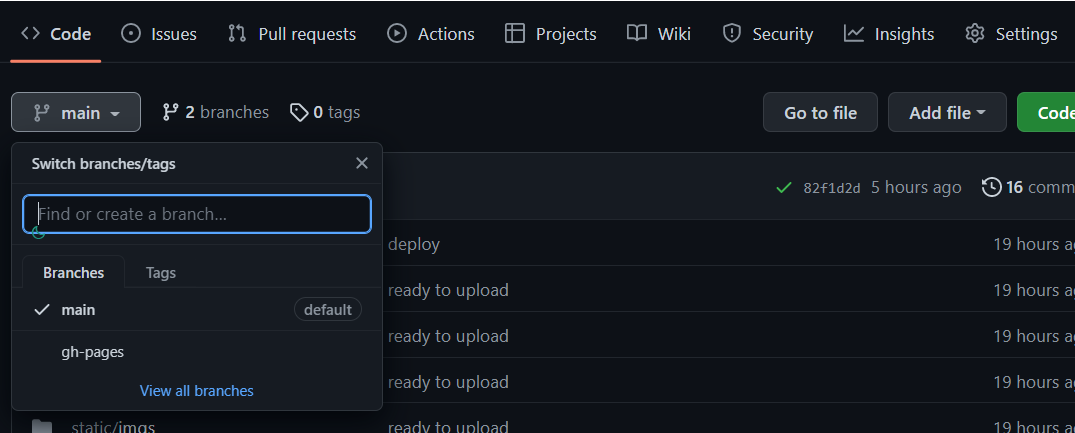 Code Issues Pull requests Actions Projects Wiki Security Insights Settings
main 2 branches 0 tags Go to file Add file Code
Switch branches/tags
82f1d2d 5 hours ago 16 comm
Find or create a branch...
deploy 19 hours a
Branches Tags
ready to upload 19 hours a
main default
ready to upload 19 hours a
gh-pages
ready to upload 19 hours a
View all branches
static/imgs ready to upload 19 hours a